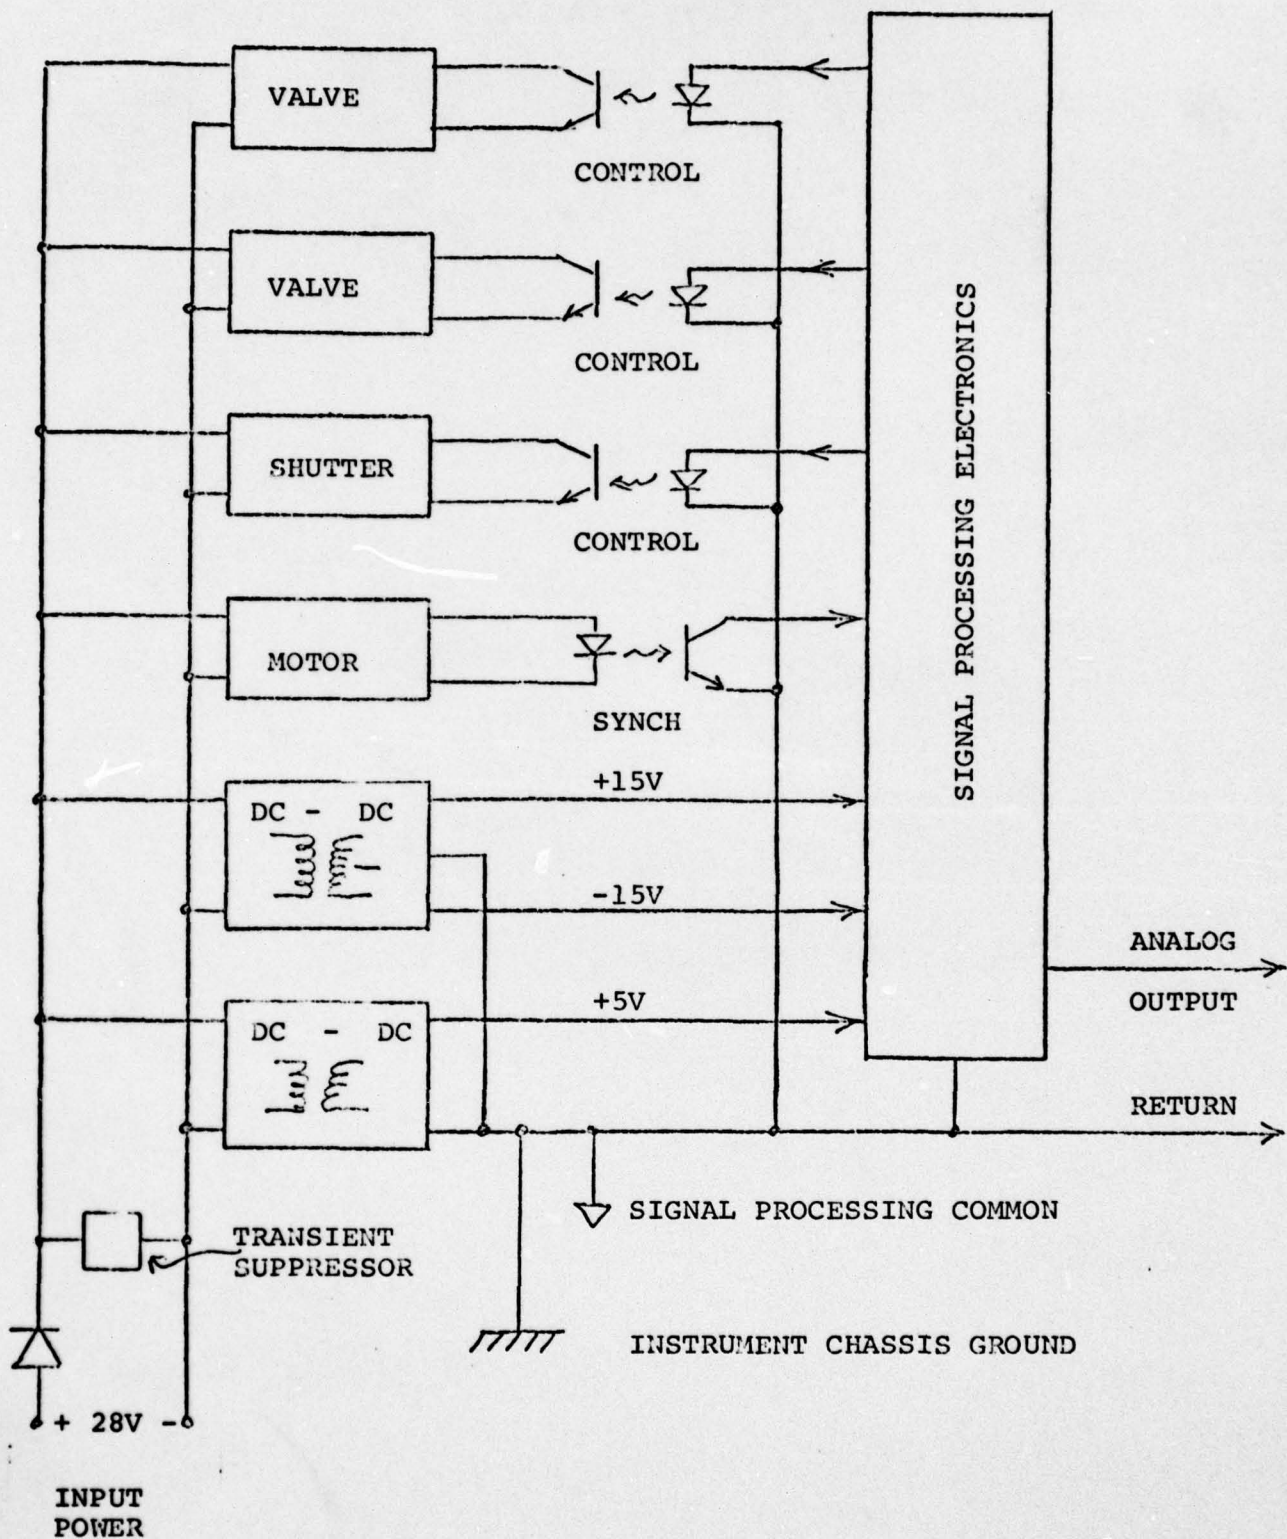 VALVE
CONTROL
VALVE
CONTROL
SHUTTER
CONTROL
MOTOR
SYNCH
SIGNAL PROCESSING ELECTRONICS
DC - DC
+15V
-15V
ANALOG
OUTPUT
DC - DC
+5V
RETURN
SIGNAL PROCESSING COMMON
TRANSIENT
SUPPRESSOR
INSTRUMENT CHASSIS GROUND
+ 28V -
INPUT
POWER